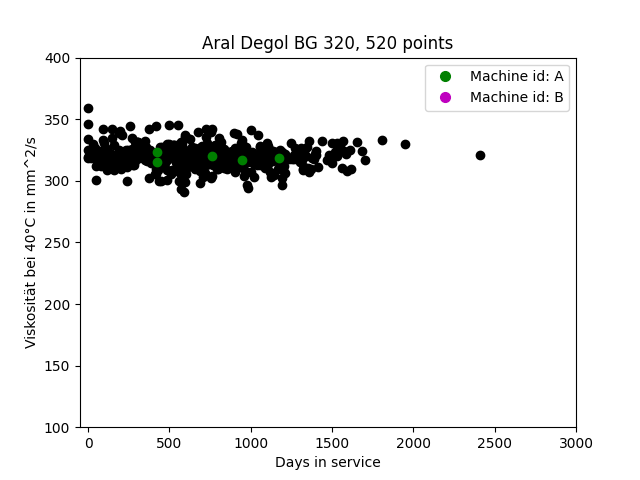 Aral Degol BG 320, 520 points
Machine id: A
Machine id: B
Viskosität bei 40°C in mm^2/s
400
350
300
250
200
150
100
0 500 1000 1500 2000 2500 3000
Days in service